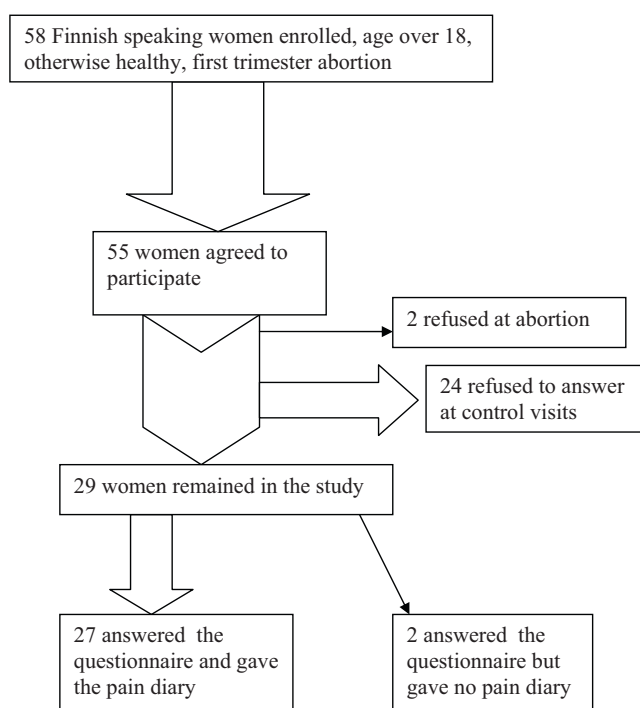 58 Finnish speaking women enrolled, age over 18,
otherwise healthy, first trimester abortion
55 women agreed to
participate
2 refused at abortion
24 refused to answer
at control visits
29 women remained in the study
27 answered the
questionnaire and gave
the pain diary
2 answered the
questionnaire but
gave no pain diary